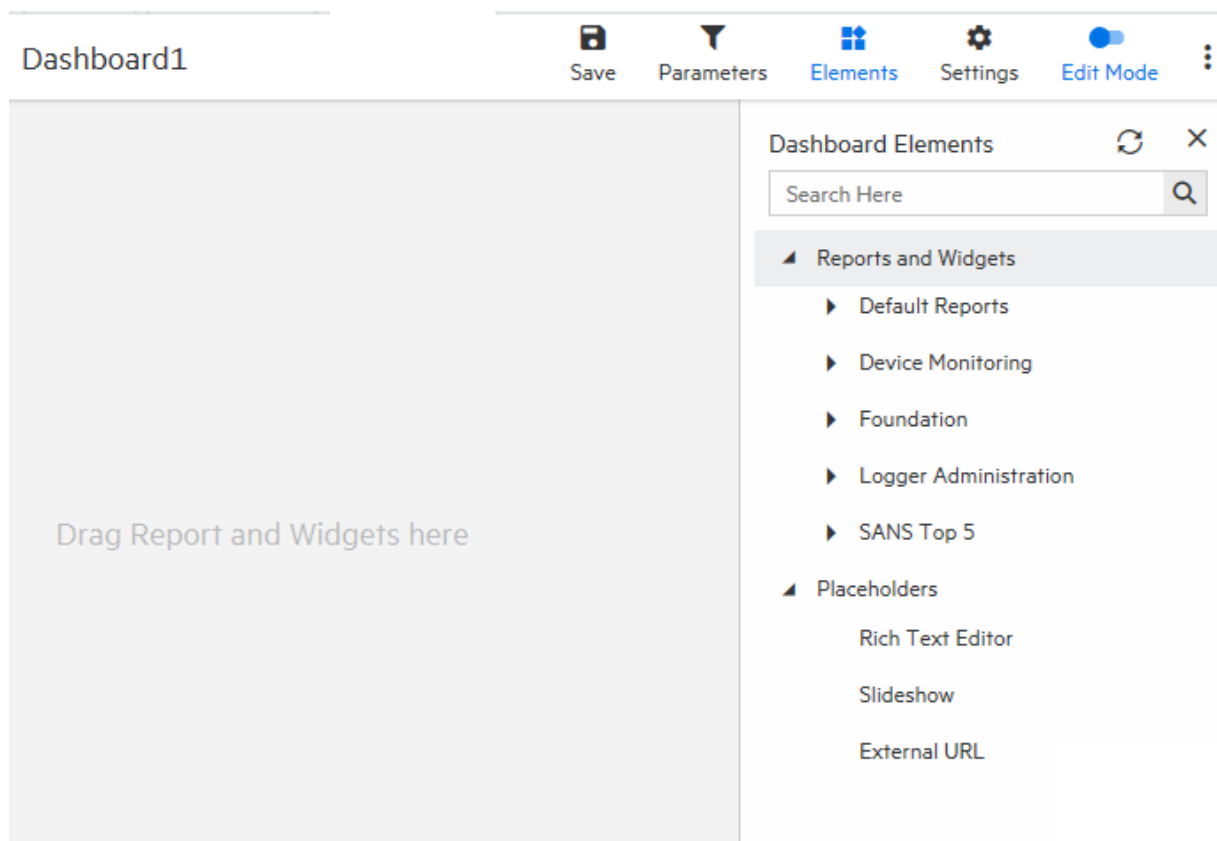 Dashboard1
Save Parameters Elements Settings Edit Mode
Dashboard Elements
Search Here
Reports and Widgets
Default Reports
Device Monitoring
Foundation
Logger Administration
SANS Top 5
Drag Report and Widgets here
Placeholders
Rich Text Editor
Slideshow
External URL